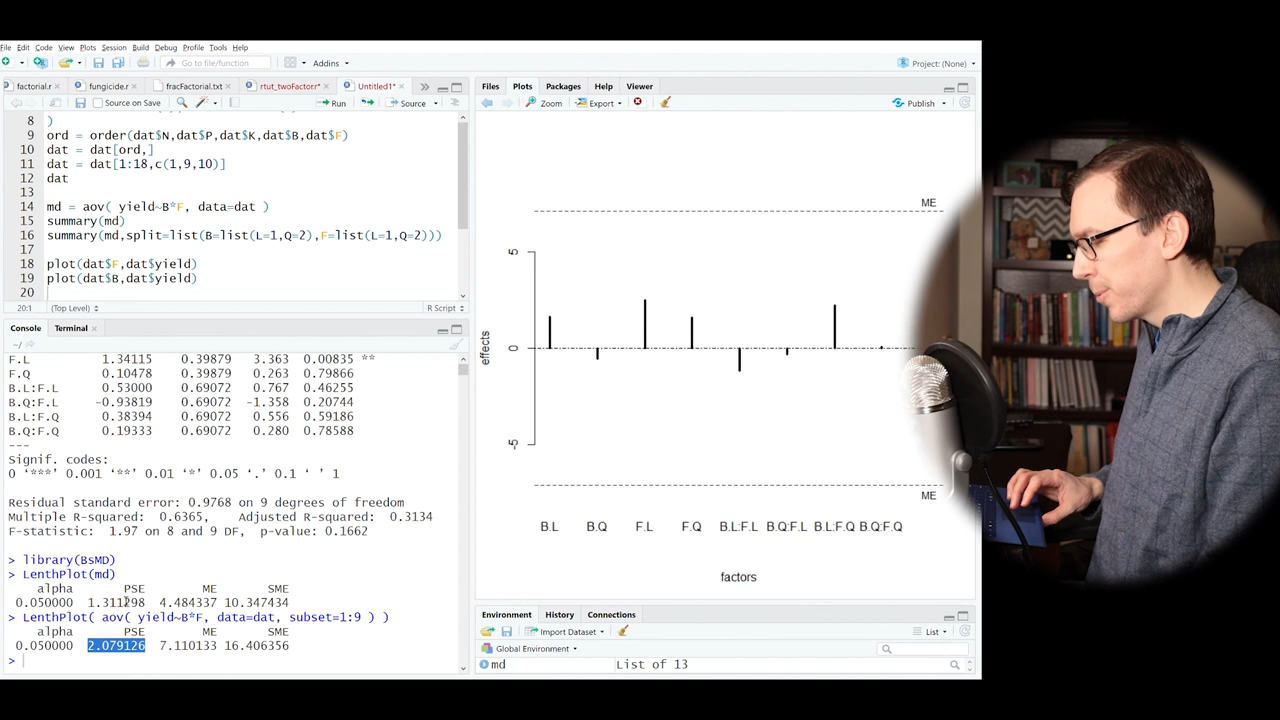 File Edit Code View Plots Session Build Debug Profile Tools Help
Go to file/function
Addins
Project: (None)
factorial.r
fungicide.r
fracFactorial.txt
rtut_twoFactor.r*
Untitled1*
Source on Save
Run
Source
8 )
9 ord = order(dat$N,dat$P,dat$K,dat$B,dat$F)
10 dat = dat[ord,]
11 dat = dat[1:18,c(1,9,10)]
12 dat
13
14 md = aov( yield~B*F, data=dat )
15 summary(md)
16 summary(md,split=list(B=list(L=1,Q=2),F=list(L=1,Q=2)))
17
18 plot(dat$F,dat$yield)
19 plot(dat$B,dat$yield)
20
20:1 (Top Level) R Script
Console Terminal
~/
F.L 1.34115 0.39879 3.363 0.00835 **
F.Q 0.10478 0.39879 0.263 0.79866
B.L:F.L 0.53000 0.69072 0.767 0.46255
B.Q:F.L -0.93819 0.69072 -1.358 0.20744
B.L:F.Q 0.38394 0.69072 0.556 0.59186
B.Q:F.Q 0.19333 0.69072 0.280 0.78588
---
Signif. codes:
0 ‘***’ 0.001 ‘**’ 0.01 ‘*’ 0.05 ‘.’ 0.1 ‘ ’ 1
Residual standard error: 0.9768 on 9 degrees of freedom
Multiple R-squared: 0.6365, Adjusted R-squared: 0.3134
F-statistic: 1.97 on 8 and 9 DF, p-value: 0.1662
> library(BsMD)
> LenthPlot(md)
alpha PSE ME SME
0.050000 1.311298 4.484337 10.347434
> LenthPlot( aov( yield~B*F, data=dat, subset=1:9 ) )
alpha PSE ME SME
0.050000 2.079126 7.110133 16.406356
>
Files Plots Packages Help Viewer
Zoom Export Publish
ME
5
0
-5
effects
ME
B.L B.Q F.L F.Q B.L:F.L B.Q:F.L B.L:F.Q B.Q:F.Q
factors
Environment History Connections
Import Dataset List
Global Environment
md List of 13